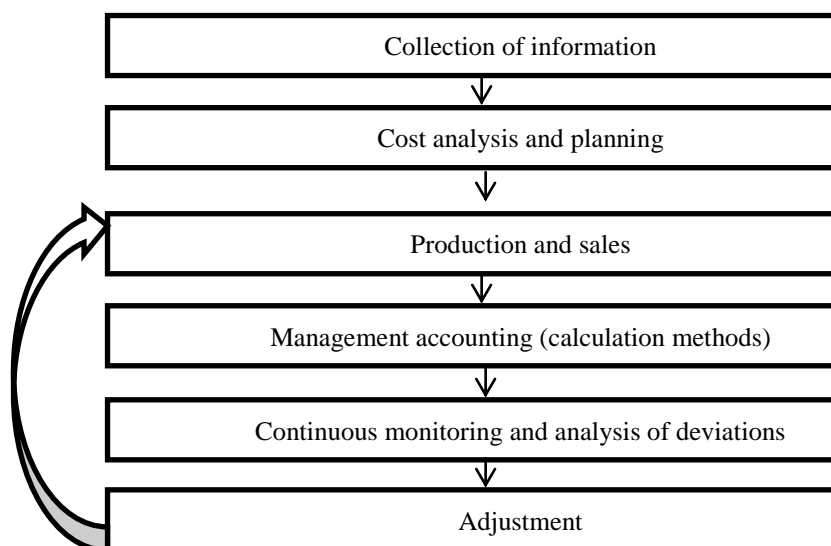 Collection of information
Cost analysis and planning
Production and sales
Management accounting (calculation methods)
Continuous monitoring and analysis of deviations
Adjustment